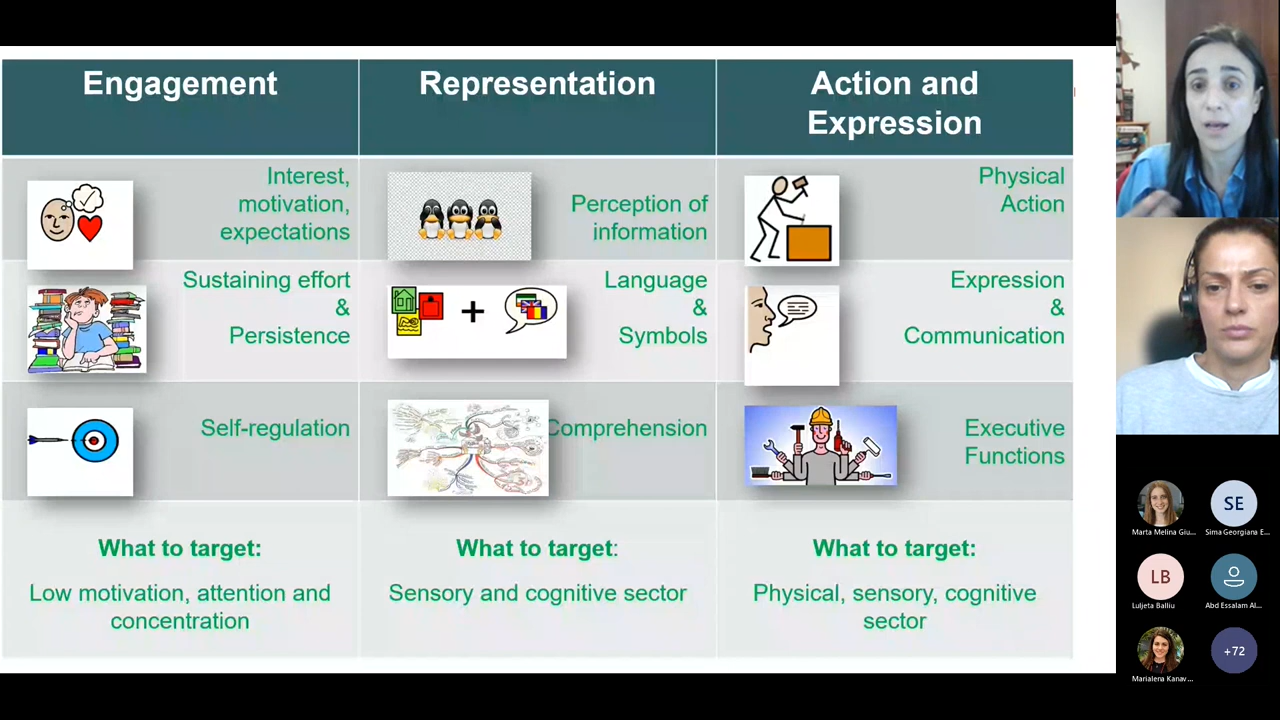 Engagement
Representation
Action and
Expression
Interest,
motivation,
expectations
Perception of
information
Physical
Action
Sustaining effort
&
Persistence
Language
&
Symbols
Expression
&
Communication
Self-regulation
Comprehension
Executive
Functions
What to target:
Low motivation, attention and
concentration
What to target:
Sensory and cognitive sector
What to target:
Physical, sensory, cognitive
sector
SE
Marta Melina Giu...
Sima Georgiana E...
LB
Luljeta Balliu
Abd Essalam Al...
+72
Marialena Kanav...